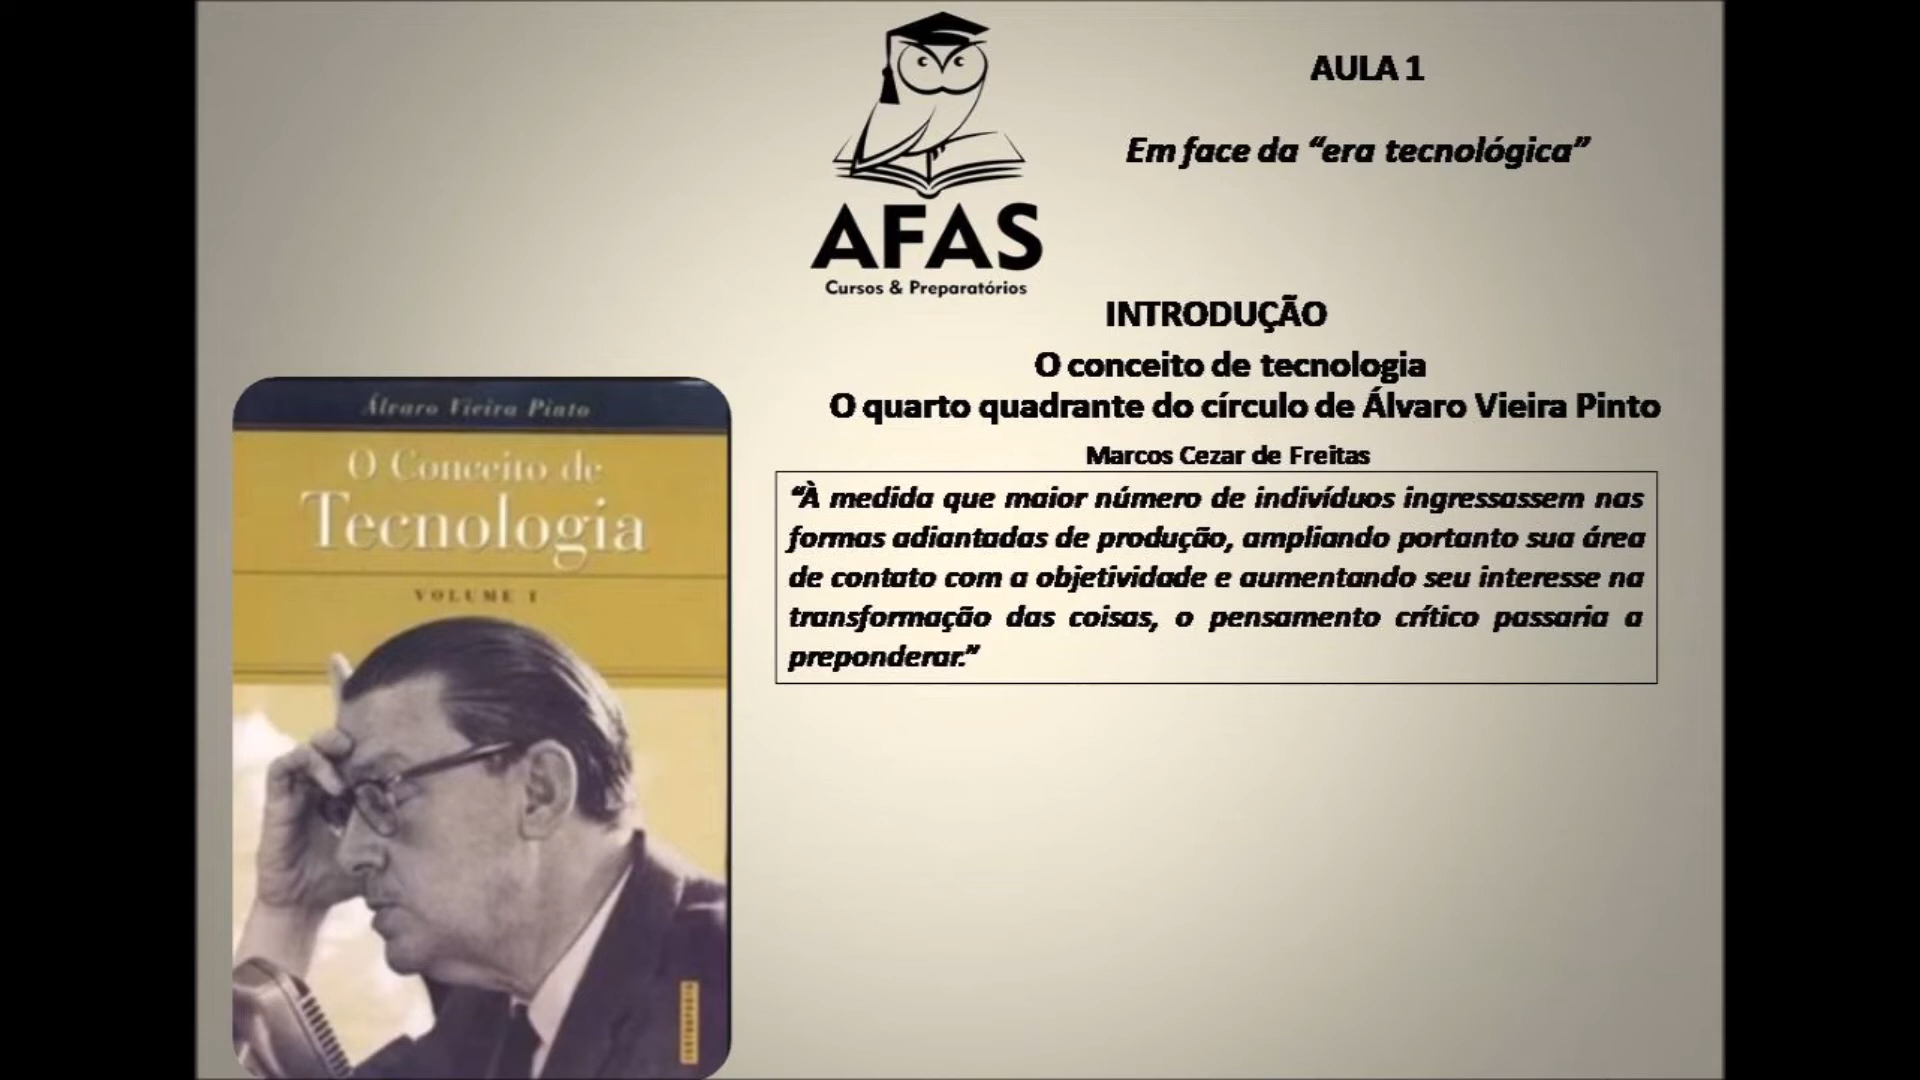 AULA 1
Em face da “era tecnológica”
AFAS
Cursos & Preparatórios
INTRODUÇÃO
O conceito de tecnologia
O quarto quadrante do círculo de Álvaro Vieira Pinto
Marcos Cezar de Freitas
“À medida que maior número de indivíduos ingressassem nas
formas adiantadas de produção, ampliando portanto sua área
de contato com a objetividade e aumentando seu interesse na
transformação das coisas, o pensamento crítico passaria a
preponderar.”
Álvaro Vieira Pinto
O Conceito de
Tecnologia
VOLUME I